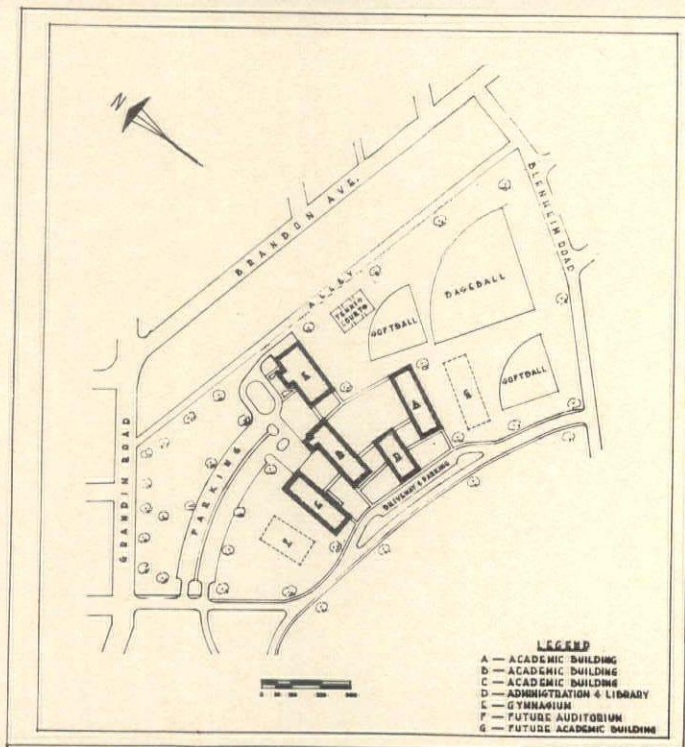 N
BRANDON AVE.
BLENHEIM ROAD
ALLEY
TENNIS
COURTS
SOFTBALL
BASEBALL
SOFTBALL
GRANDIN ROAD
PARKING
A
B
D
DRIVEWAY & PARKING
LEGEND
A — ACADEMIC BUILDING
B — ACADEMIC BUILDING
C — ACADEMIC BUILDING
D — ADMINISTRATION & LIBRARY
E — GYMNASIUM
F — FUTURE AUDITORIUM
G — FUTURE ACADEMIC BUILDING